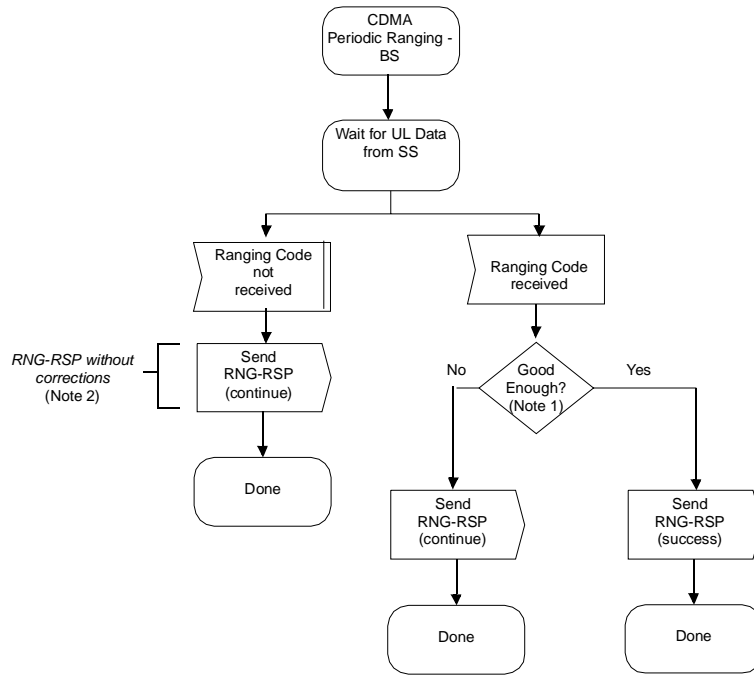 CDMA
Periodic Ranging -
BS
Wait for UL Data
from SS
Ranging Code
not
received
Ranging Code
received
RNG-RSP without
corrections
(Note 2)
Send
RNG-RSP
(continue)
No
Good
Enough?
(Note 1)
Yes
Done
Send
RNG-RSP
(continue)
Send
RNG-RSP
(success)
Done
Done